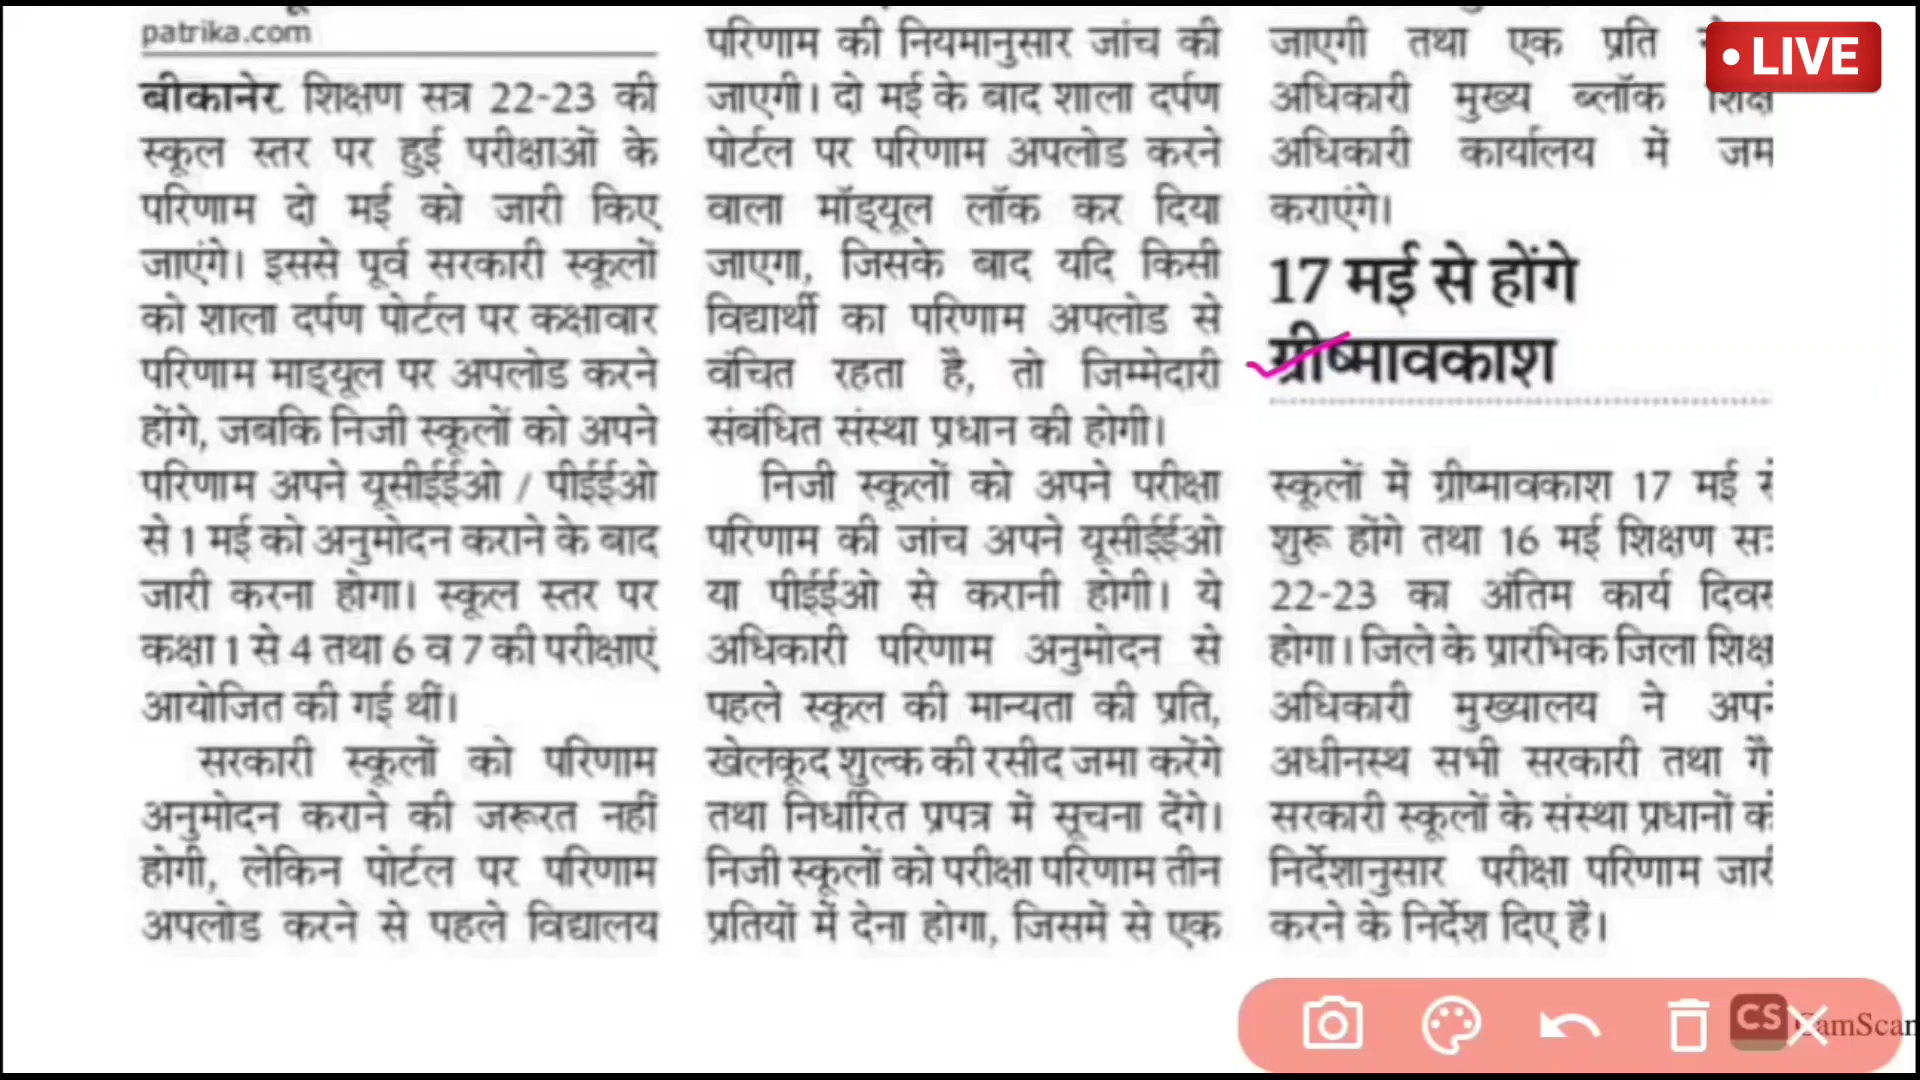 patrika.com
बीकानेर. शिक्षण सत्र 22-23 की
स्कूल स्तर पर हुई परीक्षाओं के
परिणाम दो मई को जारी किए
जाएंगे। इससे पूर्व सरकारी स्कूलों
को शाला दर्पण पोर्टल पर कक्षावार
परिणाम माड्यूल पर अपलोड करने
होंगे, जबकि निजी स्कूलों को अपने
परिणाम अपने यूसीईईओ / पीईईओ
से 1 मई को अनुमोदन कराने के बाद
जारी करना होगा। स्कूल स्तर पर
कक्षा 1 से 4 तथा 6 व 7 की परीक्षाएं
आयोजित की गई थीं।
सरकारी स्कूलों को परिणाम
अनुमोदन कराने की जरूरत नहीं
होगी, लेकिन पोर्टल पर परिणाम
अपलोड करने से पहले विद्यालय
परिणाम की नियमानुसार जांच की
जाएगी। दो मई के बाद शाला दर्पण
पोर्टल पर परिणाम अपलोड करने
वाला मॉड्यूल लॉक कर दिया
जाएगा, जिसके बाद यदि किसी
विद्यार्थी का परिणाम अपलोड से
वंचित रहता है, तो जिम्मेदारी
संबंधित संस्था प्रधान की होगी।
निजी स्कूलों को अपने परीक्षा
परिणाम की जांच अपने यूसीईईओ
या पीईईओ से करानी होगी। ये
अधिकारी परिणाम अनुमोदन से
पहले स्कूल की मान्यता की प्रति,
खेलकूद शुल्क की रसीद जमा करेंगे
तथा निर्धारित प्रपत्र में सूचना देंगे।
निजी स्कूलों को परीक्षा परिणाम तीन
प्रतियों में देना होगा, जिसमें से एक
जाएगी तथा एक प्रति
अधिकारी मुख्य ब्लॉक शिक्ष
अधिकारी कार्यालय में जम
कराएंगे।
17 मई से होंगे
ग्रीष्मावकाश
स्कूलों में ग्रीष्मावकाश 17 मई से
शुरू होंगे तथा 16 मई शिक्षण सत्र
22-23 का अंतिम कार्य दिवस
होगा। जिले के प्रारंभिक जिला शिक्ष
अधिकारी मुख्यालय ने अपने
अधीनस्थ सभी सरकारी तथा गै
सरकारी स्कूलों के संस्था प्रधानों को
निर्देशानुसार परीक्षा परिणाम जारी
करने के निर्देश दिए है।
LIVE
CS CamScan